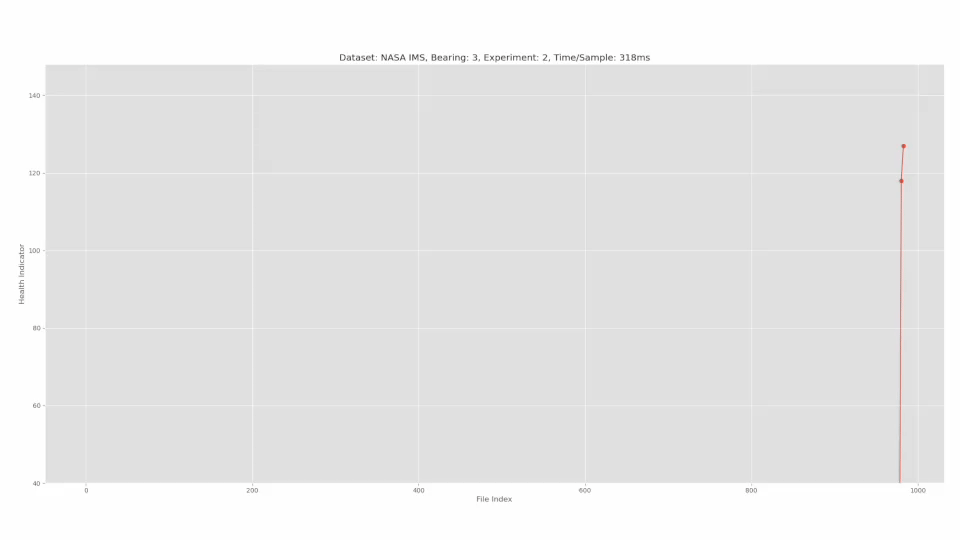 Dataset: NASA IMS, Bearing: 3, Experiment: 2, Time/Sample: 318ms
140
120
100
80
60
40
Health Indicator
0 200 400 600 800 1000
File Index